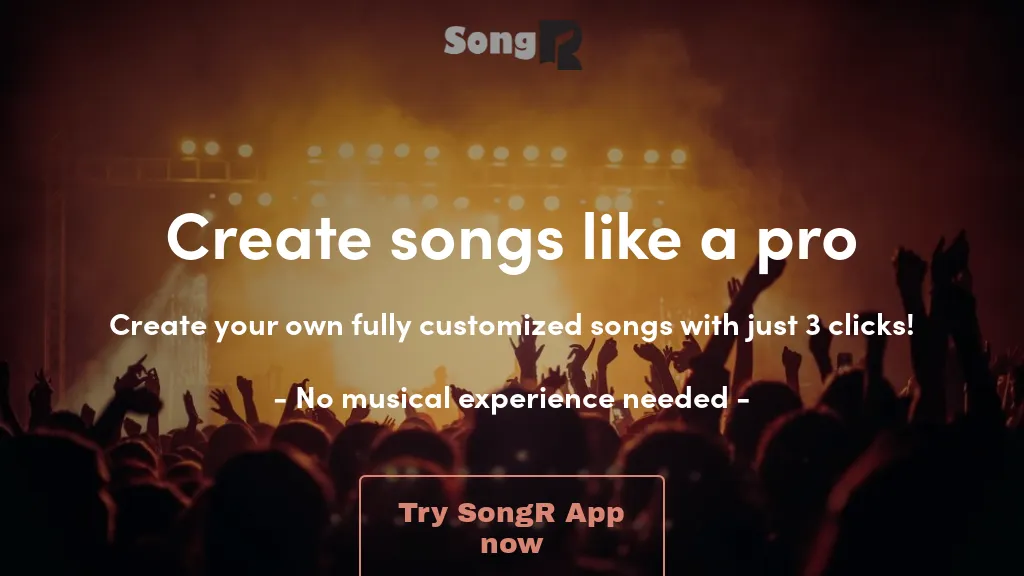 SongR
Create songs like a pro
Create your own fully customized songs with just 3 clicks!
- No musical experience needed -
Try SongR App
now